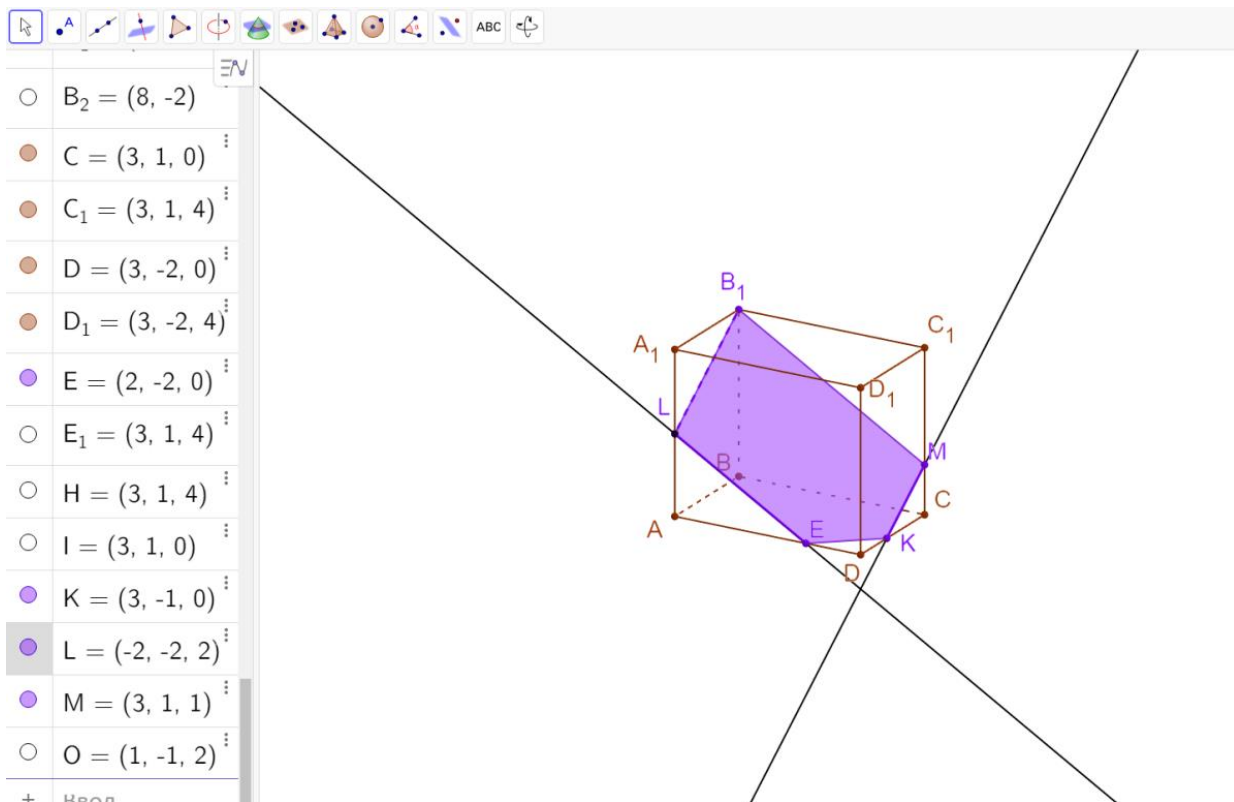 ABC
B₂ = (8, -2)
C = (3, 1, 0)
C₁ = (3, 1, 4)
D = (3, -2, 0)
D₁ = (3, -2, 4)
E = (2, -2, 0)
E₁ = (3, 1, 4)
H = (3, 1, 4)
I = (3, 1, 0)
K = (3, -1, 0)
L = (-2, -2, 2)
M = (3, 1, 1)
O = (1, -1, 2)
+ Ввод
B₁
C₁
A₁
D₁
L
M
B
C
A
E
K
D